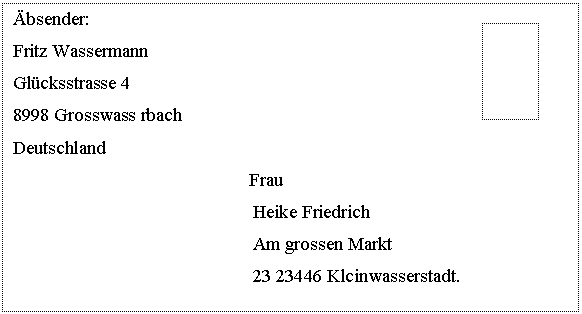 Äbsender:
Fritz Wassermann
Glücksstrasse 4
8998 Grosswass rbach
Deutschland
Frau
Heike Friedrich
Am grossen Markt
23 23446 Klcinwasserstadt.